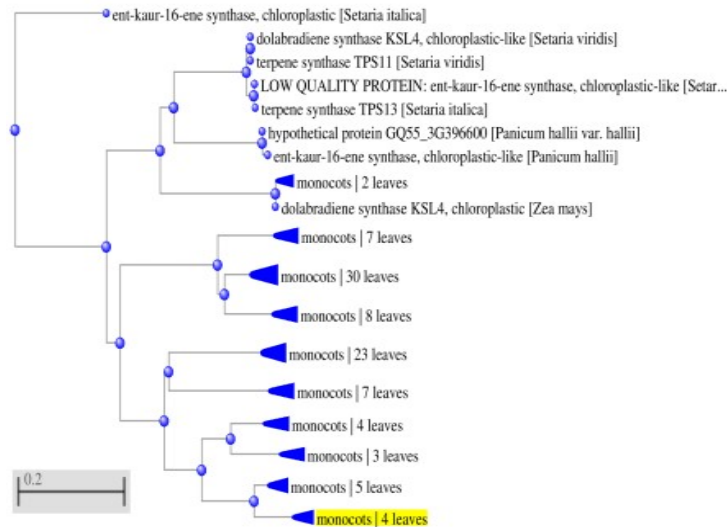 ent-kaur-16-ene synthase, chloroplastic [Setaria italica]
dolabradiene synthase KSL4, chloroplastic-like [Setaria viridis]
terpene synthase TPS11 [Setaria viridis]
LOW QUALITY PROTEIN: ent-kaur-16-ene synthase, chloroplastic-like [Setar...
terpene synthase TPS13 [Setaria italica]
hypothetical protein GQ55_3G396600 [Panicum hallii var. hallii]
ent-kaur-16-ene synthase, chloroplastic-like [Panicum hallii]
monocots | 2 leaves
dolabradiene synthase KSL4, chloroplastic [Zea mays]
monocots | 7 leaves
monocots | 30 leaves
monocots | 8 leaves
monocots | 23 leaves
monocots | 7 leaves
monocots | 4 leaves
monocots | 3 leaves
0.2
monocots | 5 leaves
monocots | 4 leaves